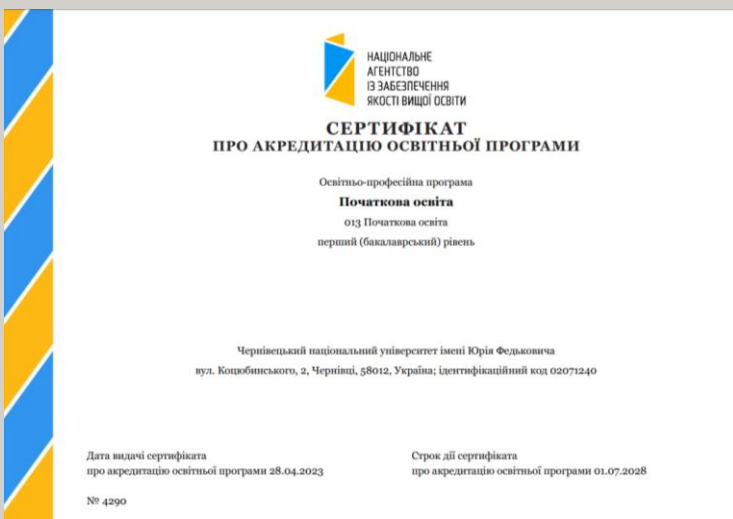 НАЦІОНАЛЬНЕ
АГЕНТСТВО
ІЗ ЗАБЕЗПЕЧЕННЯ
ЯКОСТІ ВИЩОЇ ОСВІТИ
СЕРТИФІКАТ
ПРО АКРЕДИТАЦІЮ ОСВІТНЬОЇ ПРОГРАМИ
Освітньо-професійна програма
Початкова освіта
013 Початкова освіта
перший (бакалаврський) рівень
Чернівецький національний університет імені Юрія Федьковича
вул. Коцюбинського, 2, Чернівці, 58012, Україна; ідентифікаційний код 02071240
Дата видачі сертифіката
про акредитацію освітньої програми 28.04.2023
Строк дії сертифіката
про акредитацію освітньої програми 01.07.2028
№ 4290